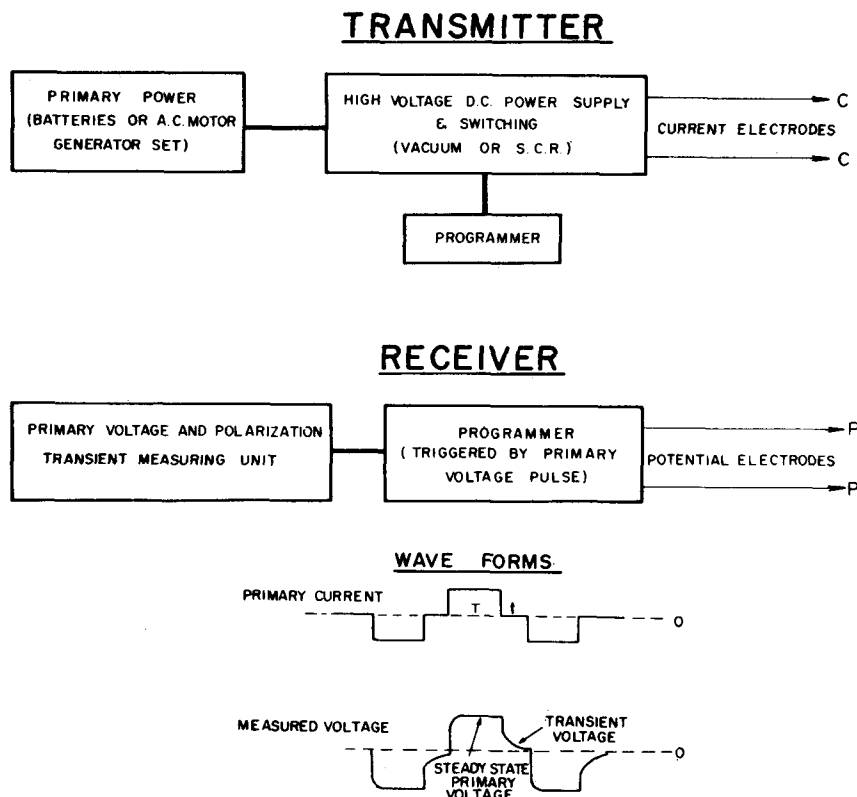 TRANSMITTER
PRIMARY POWER
(BATTERIES OR A.C. MOTOR
GENERATOR SET)
HIGH VOLTAGE D.C. POWER SUPPLY
& SWITCHING
(VACUUM OR S.C.R.)
C
CURRENT ELECTRODES
C
PROGRAMMER
RECEIVER
PRIMARY VOLTAGE AND POLARIZATION
TRANSIENT MEASURING UNIT
PROGRAMMER
(TRIGGERED BY PRIMARY
VOLTAGE PULSE)
P
POTENTIAL ELECTRODES
P
WAVE FORMS
PRIMARY CURRENT
T
t
O
MEASURED VOLTAGE
TRANSIENT
VOLTAGE
O
STEADY STATE
PRIMARY
VOLTAGE